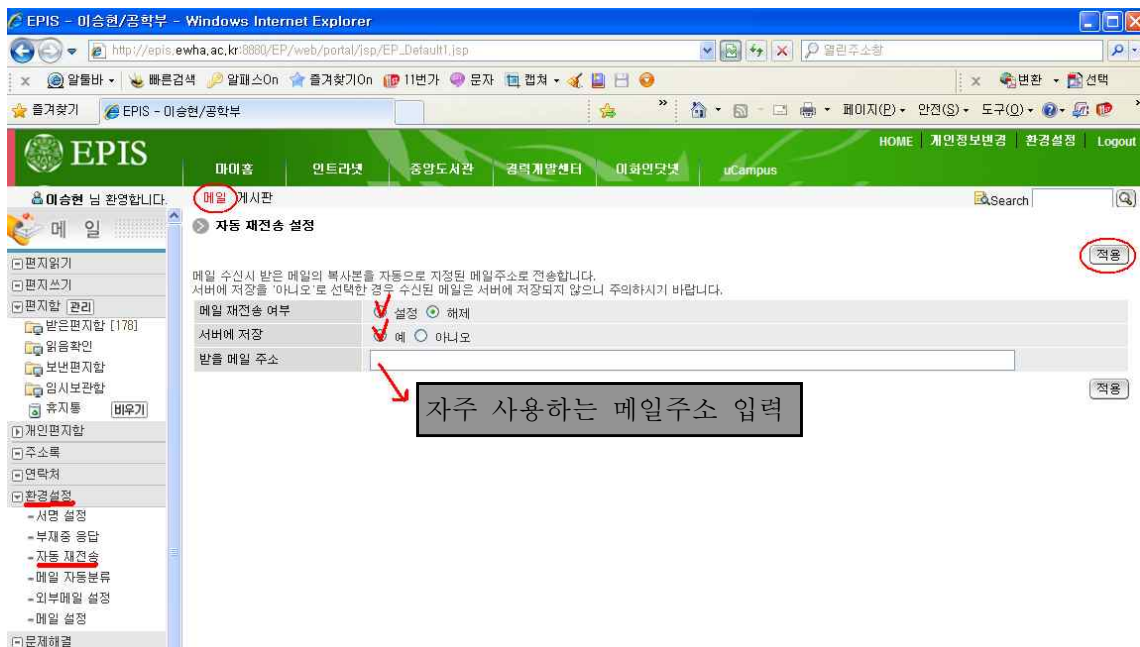 EPIS - 이승현/공학부 - Windows Internet Explorer
http://epis.ewha.ac.kr:8880/EP/web/portal/jsp/EP_Default1.jsp
열린주소창
x 알툴바 빠른검색 알패스On 즐겨찾기On 11번가 문자 캡쳐 x 변환 선택
즐겨찾기 EPIS - 이승현/공학부 » 페이지(P) 안전(S) 도구(O) »
HOME 개인정보변경 환경설정 Logout
EPIS
마이홈 인트라넷 중앙도서관 경력개발센터 이화인닷넷 uCampus
이승현 님 환영합니다.
메일 게시판
Search
메 일
자동 재전송 설정
적용
메일 수신시 받은 메일의 복사본을 자동으로 지정된 메일주소로 전송합니다.
서버에 저장을 '아니오'로 선택한 경우 수신된 메일은 서버에 저장되지 않으니 주의하시기 바랍니다.
메일 재전송 여부 설정 해제
서버에 저장 예 아니오
받을 메일 주소
자주 사용하는 메일주소 입력
적용
편지읽기
편지쓰기
편지함 관리
받은편지함 [178]
읽음확인
보낸편지함
임시보관함
휴지통 비우기
개인편지함
주소록
연락처
환경설정
서명 설정
부재중 응답
자동 재전송
메일 자동분류
외부메일 설정
메일 설정
문제해결